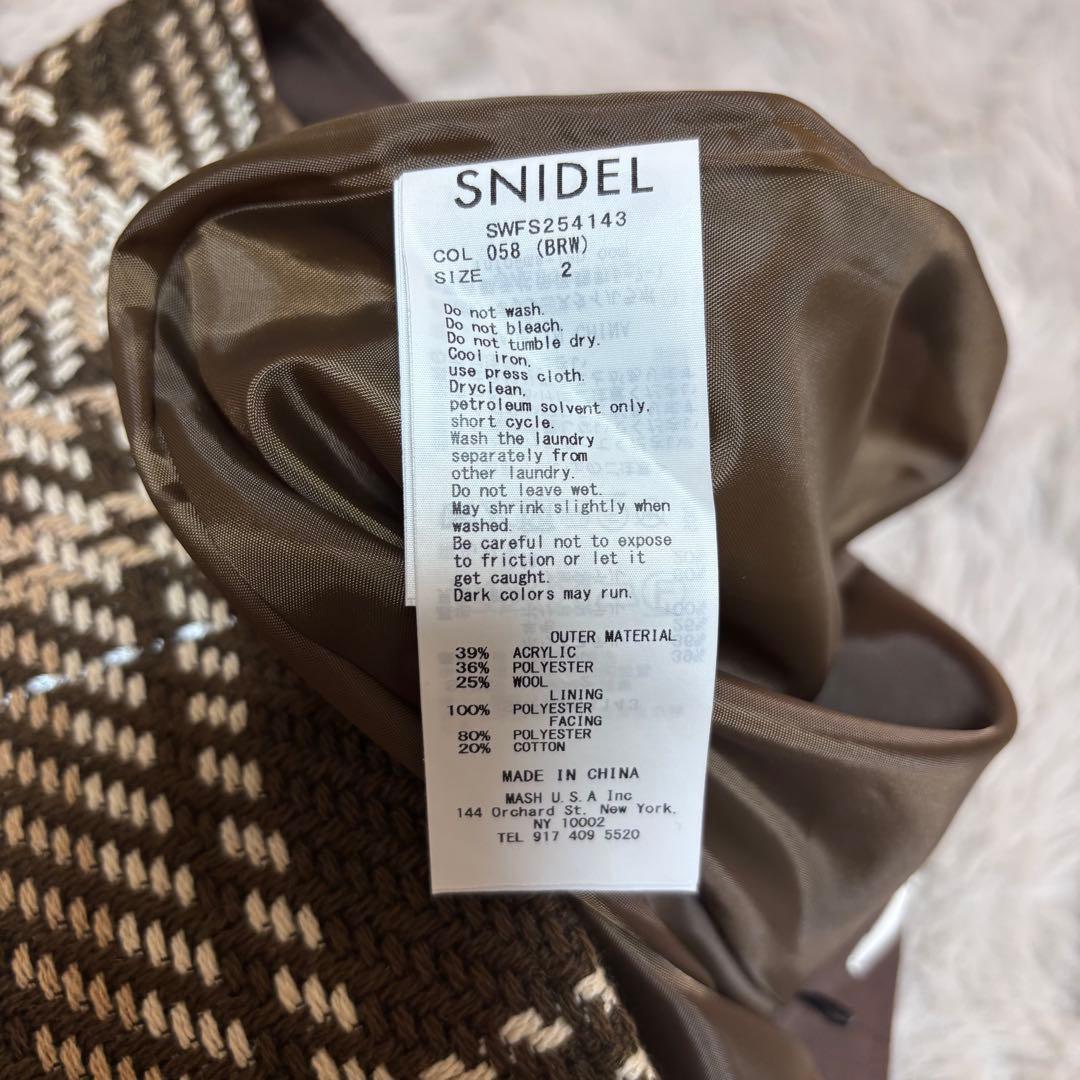 SNIDEL
SWFS254143
COL 058 (BRW)
SIZE 2
Do not wash.
Do not bleach.
Do not tumble dry.
Cool iron,
use press cloth.
Dryclean,
petroleum solvent only,
short cycle.
Wash the laundry
separately from
other laundry.
Do not leave wet.
May shrink slightly when
washed.
Be careful not to expose
to friction or let it
get caught.
Dark colors may run.
OUTER MATERIAL
39% ACRYLIC
36% POLYESTER
25% WOOL
LINING
100% POLYESTER
FACING
80% POLYESTER
20% COTTON
MADE IN CHINA
MASH U.S.A Inc
144 Orchard St. New York,
NY 10002
TEL 917 409 5520